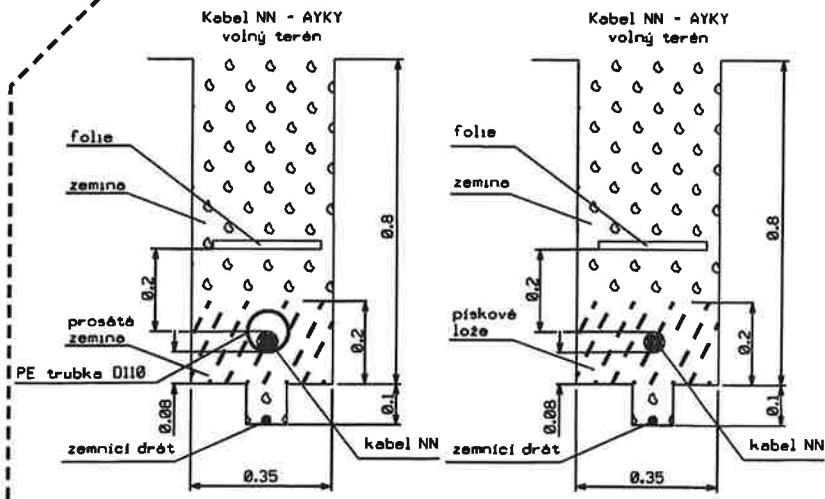 Kabel NN - AYKY
volný terén
folie
zemina
0.8
0.2
prosátá
zemina
0.2
PE trubka D110
0.08
0.1
zemnící drát
kabel NN
0.35
Kabel NN - AYKY
volný terén
folie
zemina
0.8
0.2
pískové
lože
0.2
0.08
0.1
zemnící drát
kabel NN
0.35